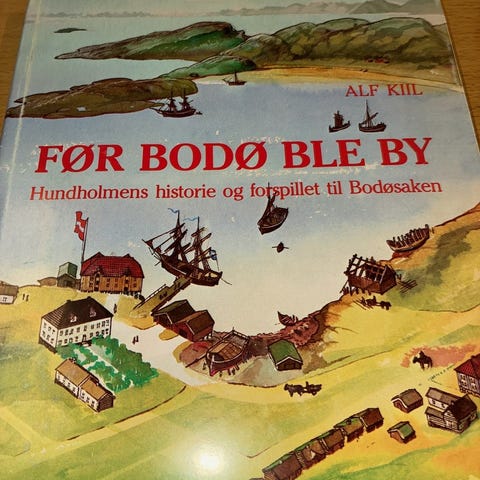 ALF KIIL
FØR BODØ BLE BY
Hundholmens historie og forspillet til Bodøsaken